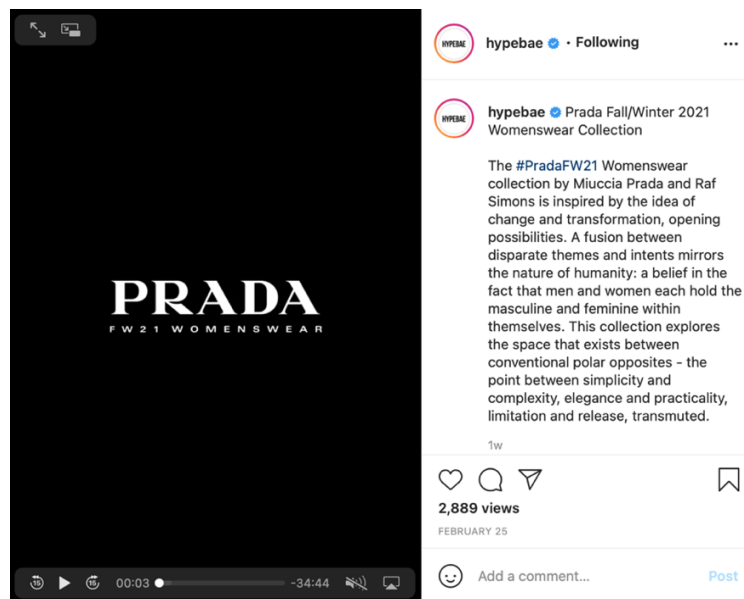 PRADA
FW21 WOMENSWEAR
15
15
00:03
-34:44
HYPEBAE
hypebae • Following
HYPEBAE
hypebae Prada Fall/Winter 2021
Womenswear Collection
The #PradaFW21 Womenswear
collection by Miuccia Prada and Raf
Simons is inspired by the idea of
change and transformation, opening
possibilities. A fusion between
disparate themes and intents mirrors
the nature of humanity: a belief in the
fact that men and women each hold the
masculine and feminine within
themselves. This collection explores
the space that exists between
conventional polar opposites - the
point between simplicity and
complexity, elegance and practicality,
limitation and release, transmuted.
1w
2,889 views
FEBRUARY 25
Add a comment...
Post